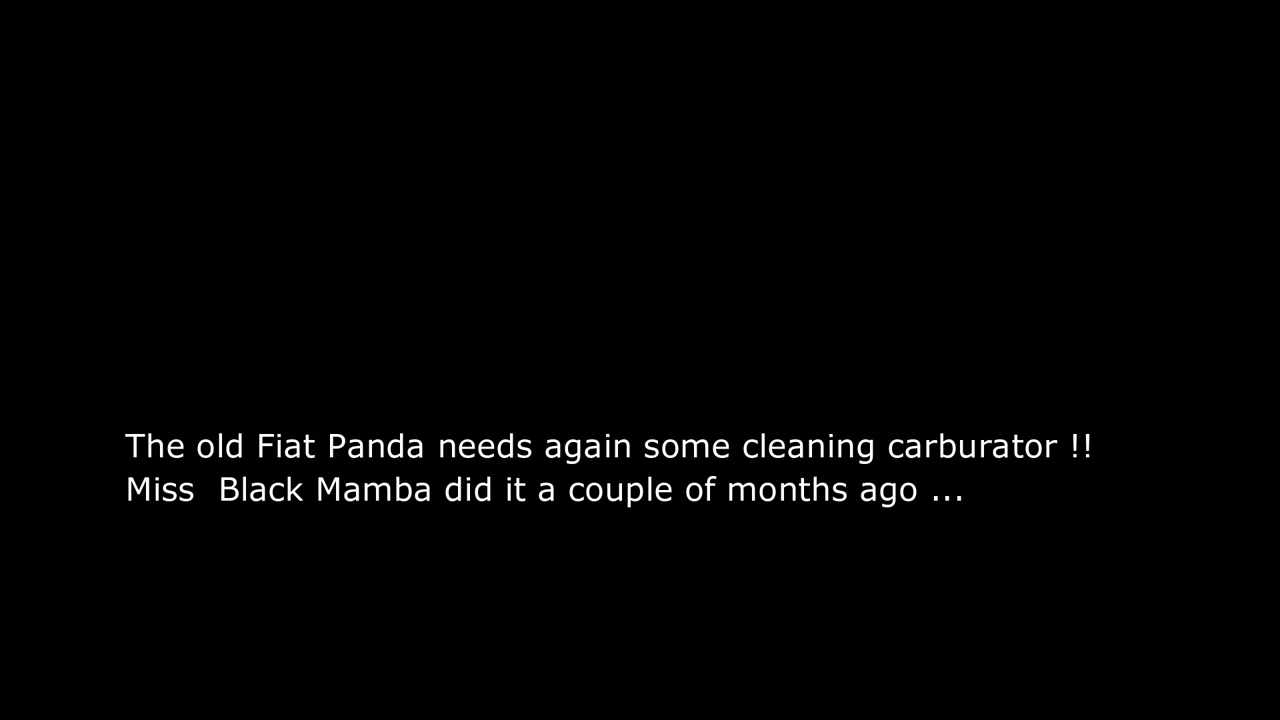 The old Fiat Panda needs again some cleaning carburator !!
Miss  Black Mamba did it a couple of months ago ...